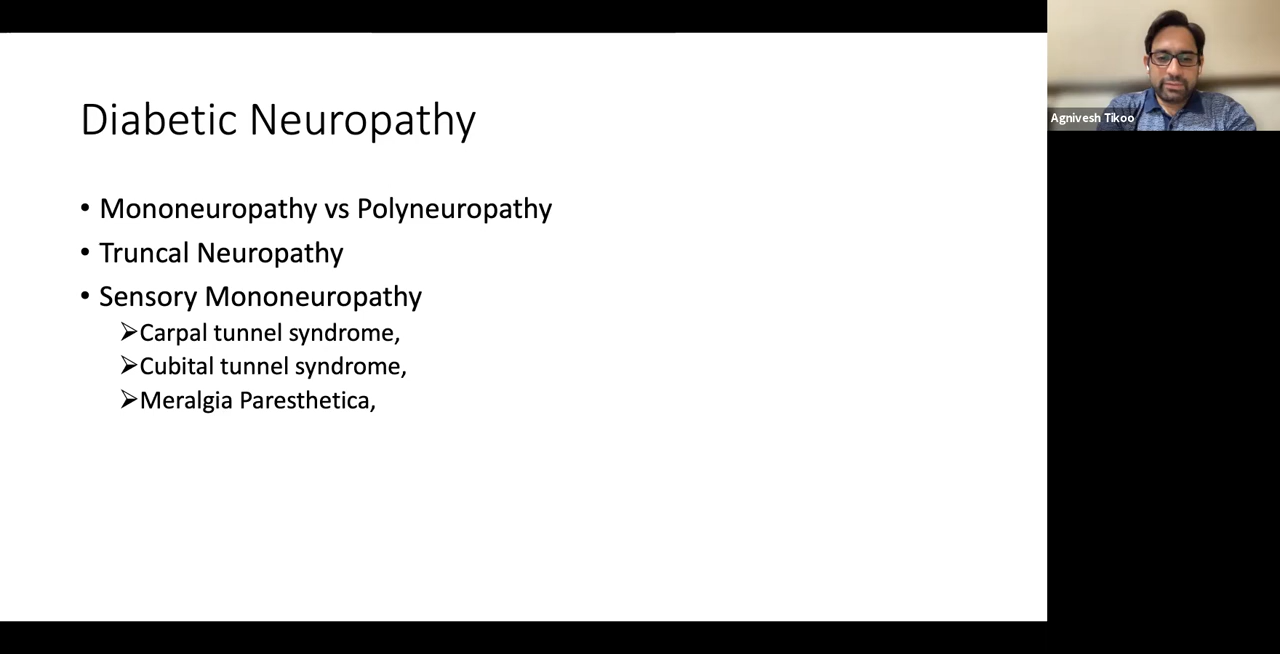 Diabetic Neuropathy
• Mononeuropathy vs Polyneuropathy
• Truncal Neuropathy
• Sensory Mononeuropathy
➢Carpal tunnel syndrome,
➢Cubital tunnel syndrome,
➢Meralgia Paresthetica,
Agnivesh Tikoo